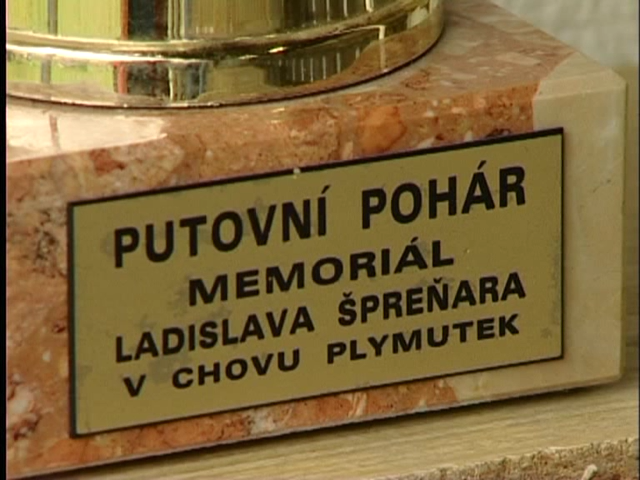 PUTOVNÍ POHÁR
MEMORIÁL
LADISLAVA ŠPREŇARA
V CHOVU PLYMUTEK